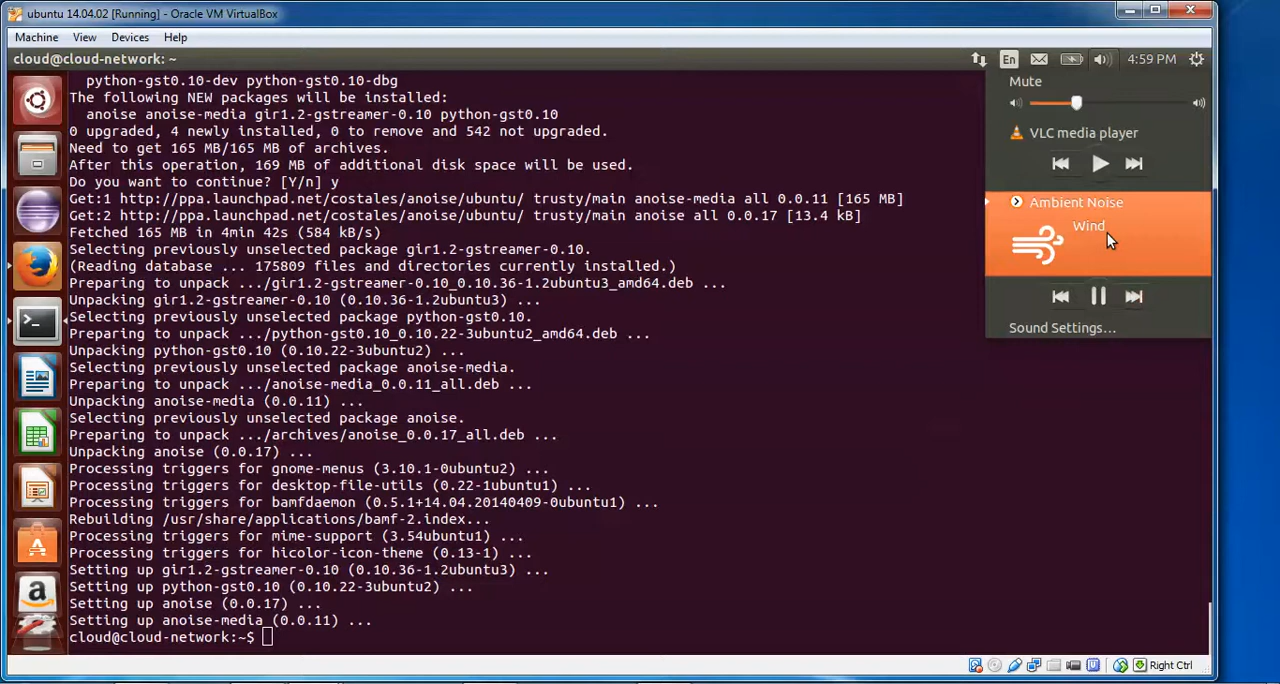 ubuntu 14.04.02 [Running] - Oracle VM VirtualBox
Machine View Devices Help
cloud@cloud-network: ~
En
4:59 PM
python-gst0.10-dev python-gst0.10-dbg
The following NEW packages will be installed:
anoise anoise-media gir1.2-gstreamer-0.10 python-gst0.10
0 upgraded, 4 newly installed, 0 to remove and 542 not upgraded.
Need to get 165 MB/165 MB of archives.
After this operation, 169 MB of additional disk space will be used.
Do you want to continue? [Y/n] y
Get:1 http://ppa.launchpad.net/costales/anoise/ubuntu/ trusty/main anoise-media all 0.0.11 [165 MB]
Get:2 http://ppa.launchpad.net/costales/anoise/ubuntu/ trusty/main anoise all 0.0.17 [13.4 kB]
Fetched 165 MB in 4min 42s (584 kB/s)
Selecting previously unselected package gir1.2-gstreamer-0.10.
(Reading database ... 175809 files and directories currently installed.)
Preparing to unpack .../gir1.2-gstreamer-0.10_0.10.36-1.2ubuntu3_amd64.deb ...
Unpacking gir1.2-gstreamer-0.10 (0.10.36-1.2ubuntu3) ...
Selecting previously unselected package python-gst0.10.
Preparing to unpack .../python-gst0.10_0.10.22-3ubuntu2_amd64.deb ...
Unpacking python-gst0.10 (0.10.22-3ubuntu2) ...
Selecting previously unselected package anoise-media.
Preparing to unpack .../anoise-media_0.0.11_all.deb ...
Unpacking anoise-media (0.0.11) ...
Selecting previously unselected package anoise.
Preparing to unpack .../archives/anoise_0.0.17_all.deb ...
Unpacking anoise (0.0.17) ...
Processing triggers for gnome-menus (3.10.1-0ubuntu2) ...
Processing triggers for desktop-file-utils (0.22-1ubuntu1) ...
Processing triggers for bamfdaemon (0.5.1+14.04.20140409-0ubuntu1) ...
Rebuilding /usr/share/applications/bamf-2.index...
Processing triggers for mime-support (3.54ubuntu1) ...
Processing triggers for hicolor-icon-theme (0.13-1) ...
Setting up gir1.2-gstreamer-0.10 (0.10.36-1.2ubuntu3) ...
Setting up python-gst0.10 (0.10.22-3ubuntu2) ...
Setting up anoise (0.0.17) ...
Setting up anoise-media (0.0.11) ...
cloud@cloud-network:~$
Mute
VLC media player
Ambient Noise
Wind
Sound Settings...
Right Ctrl